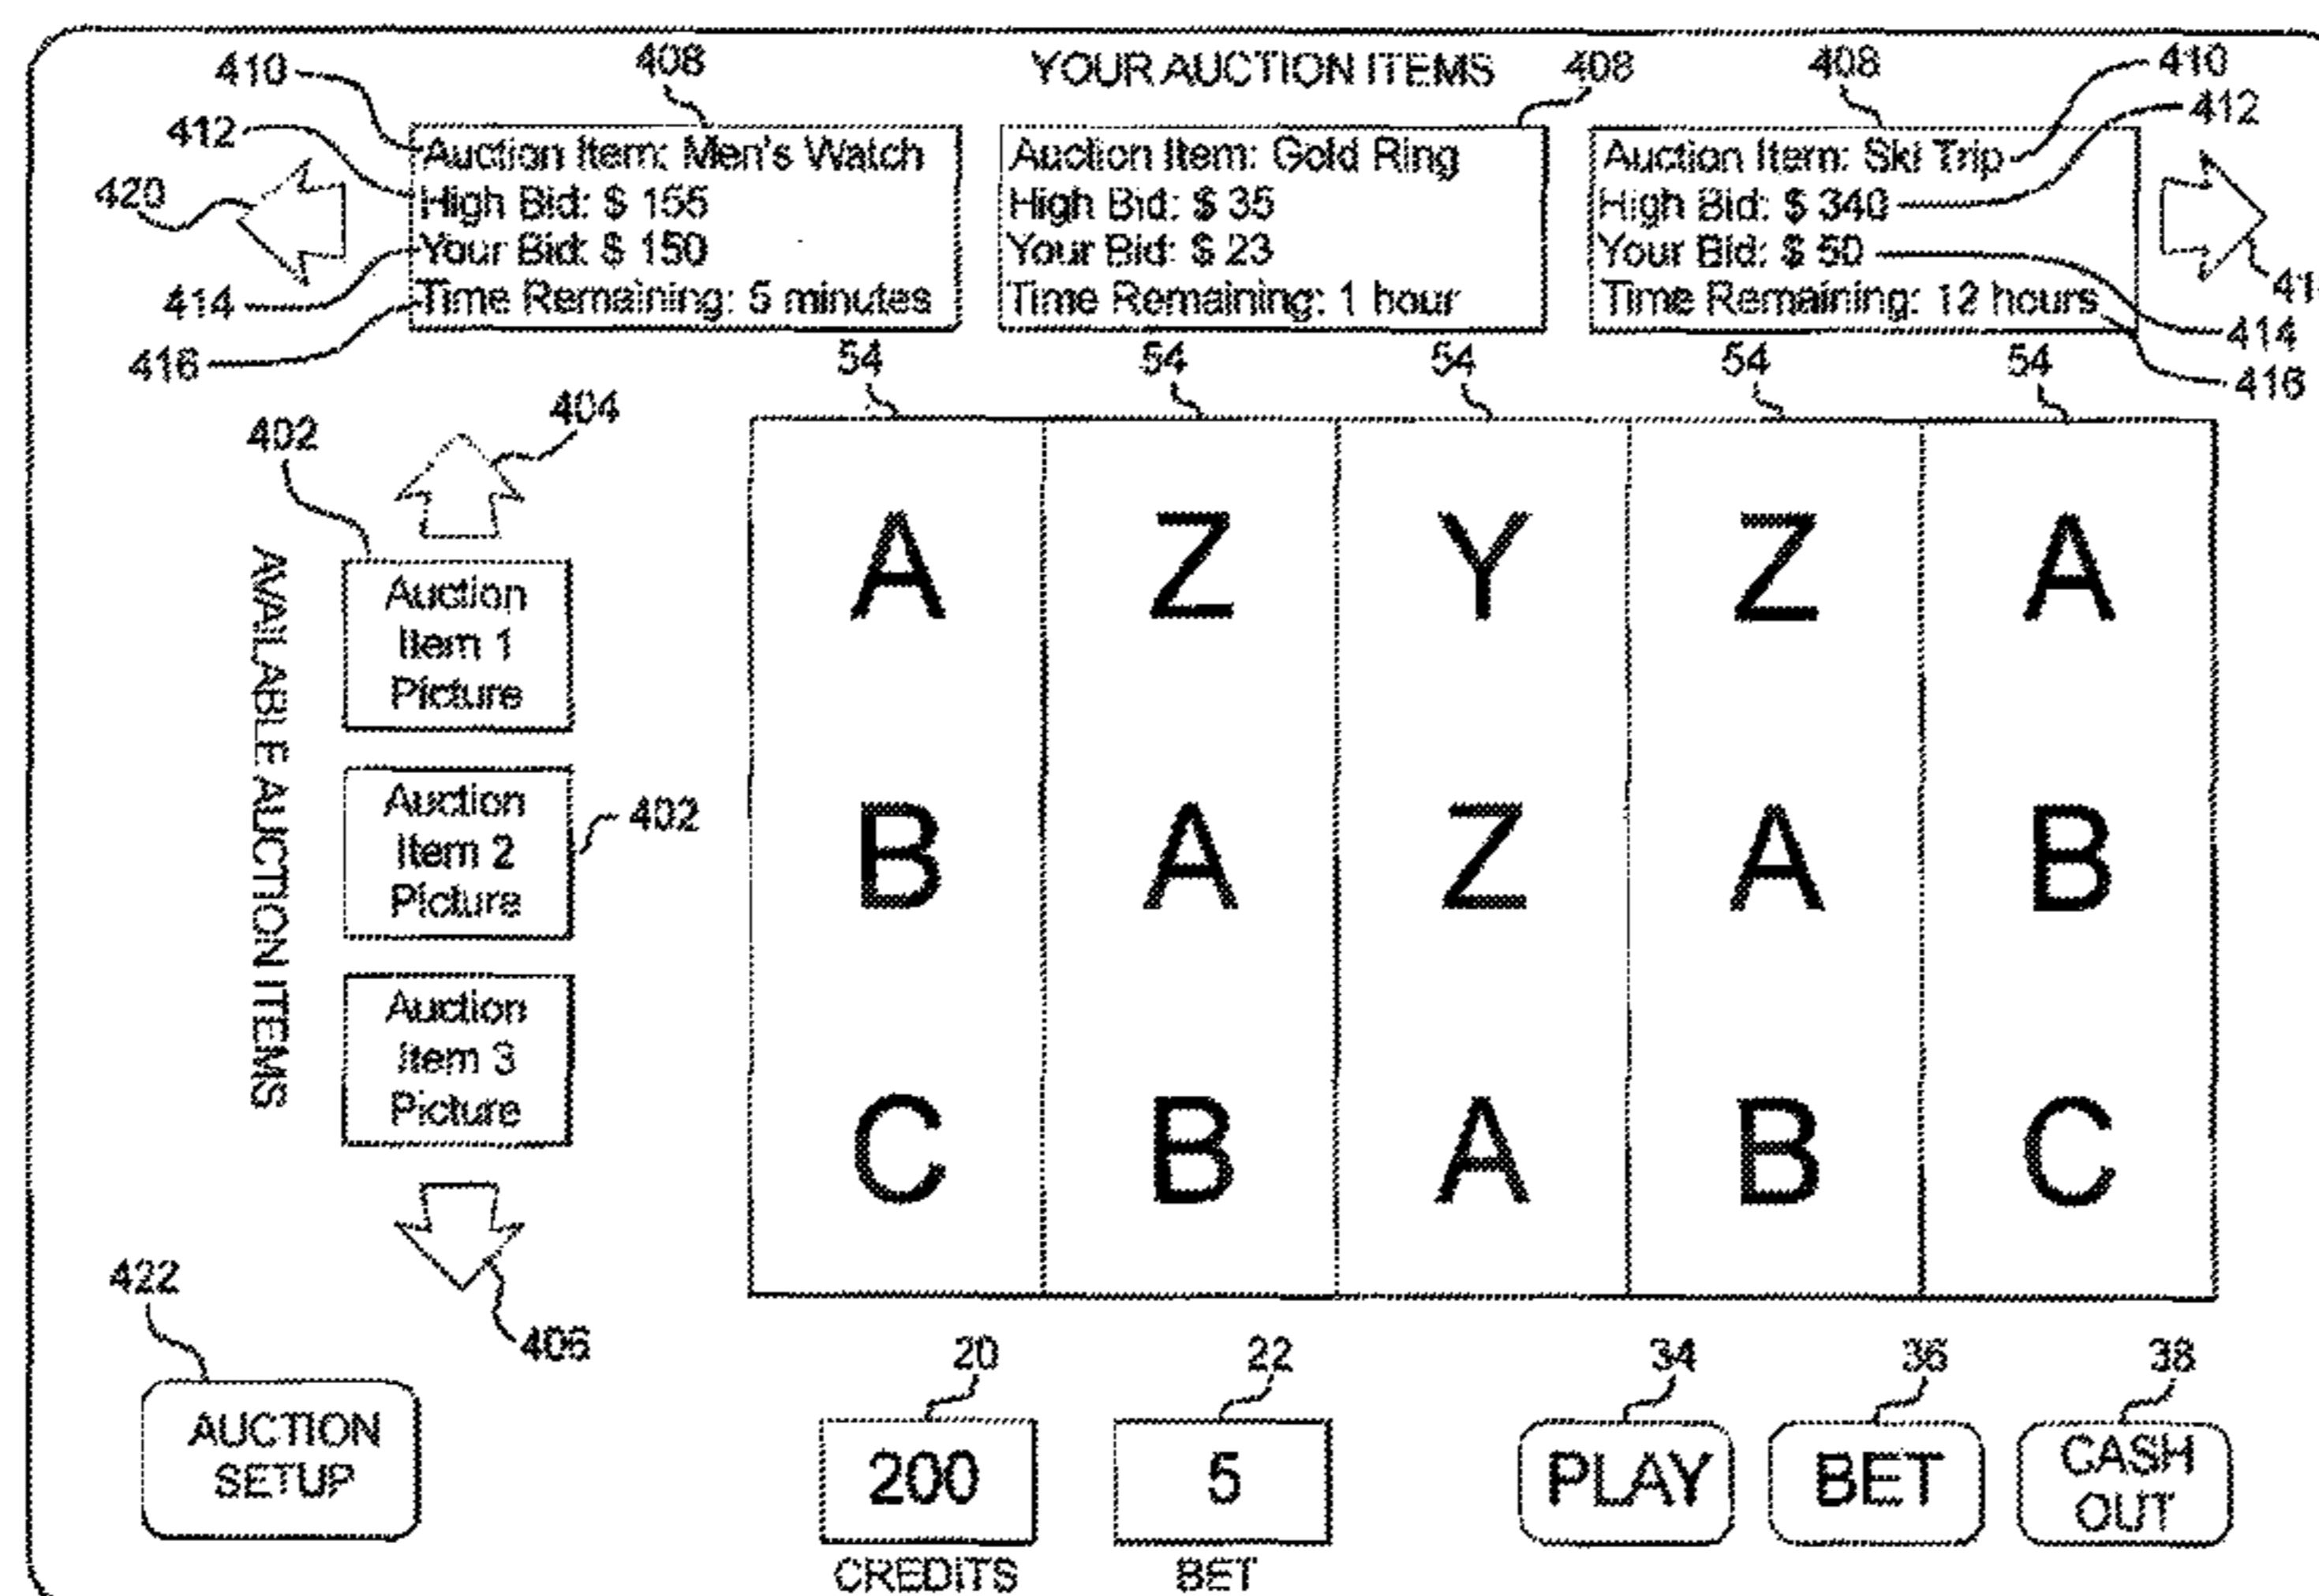 YOUR AUCTION ITEMS
410
408
408
408
410
412
412
420
Auction Item: Men's Watch
High Bid: $ 155
Your Bid: $ 150
Time Remaining: 5 minutes
Auction Item: Gold Ring
High Bid: $ 35
Your Bid: $ 23
Time Remaining: 1 hour
Auction Item: Ski Trip
High Bid: $ 340
Your Bid: $ 50
Time Remaining: 12 hours
414
416
414
416
54
54
54
54
54
402
404
AVAILABLE AUCTION ITEMS
Auction
Item 1
Picture
Auction
Item 2
Picture
402
Auction
Item 3
Picture
406
A Z Y Z A
B A Z A B
C B A B C
422
AUCTION
SETUP
20
200
CREDITS
22
5
BET
34
PLAY
36
BET
38
CASH
OUT